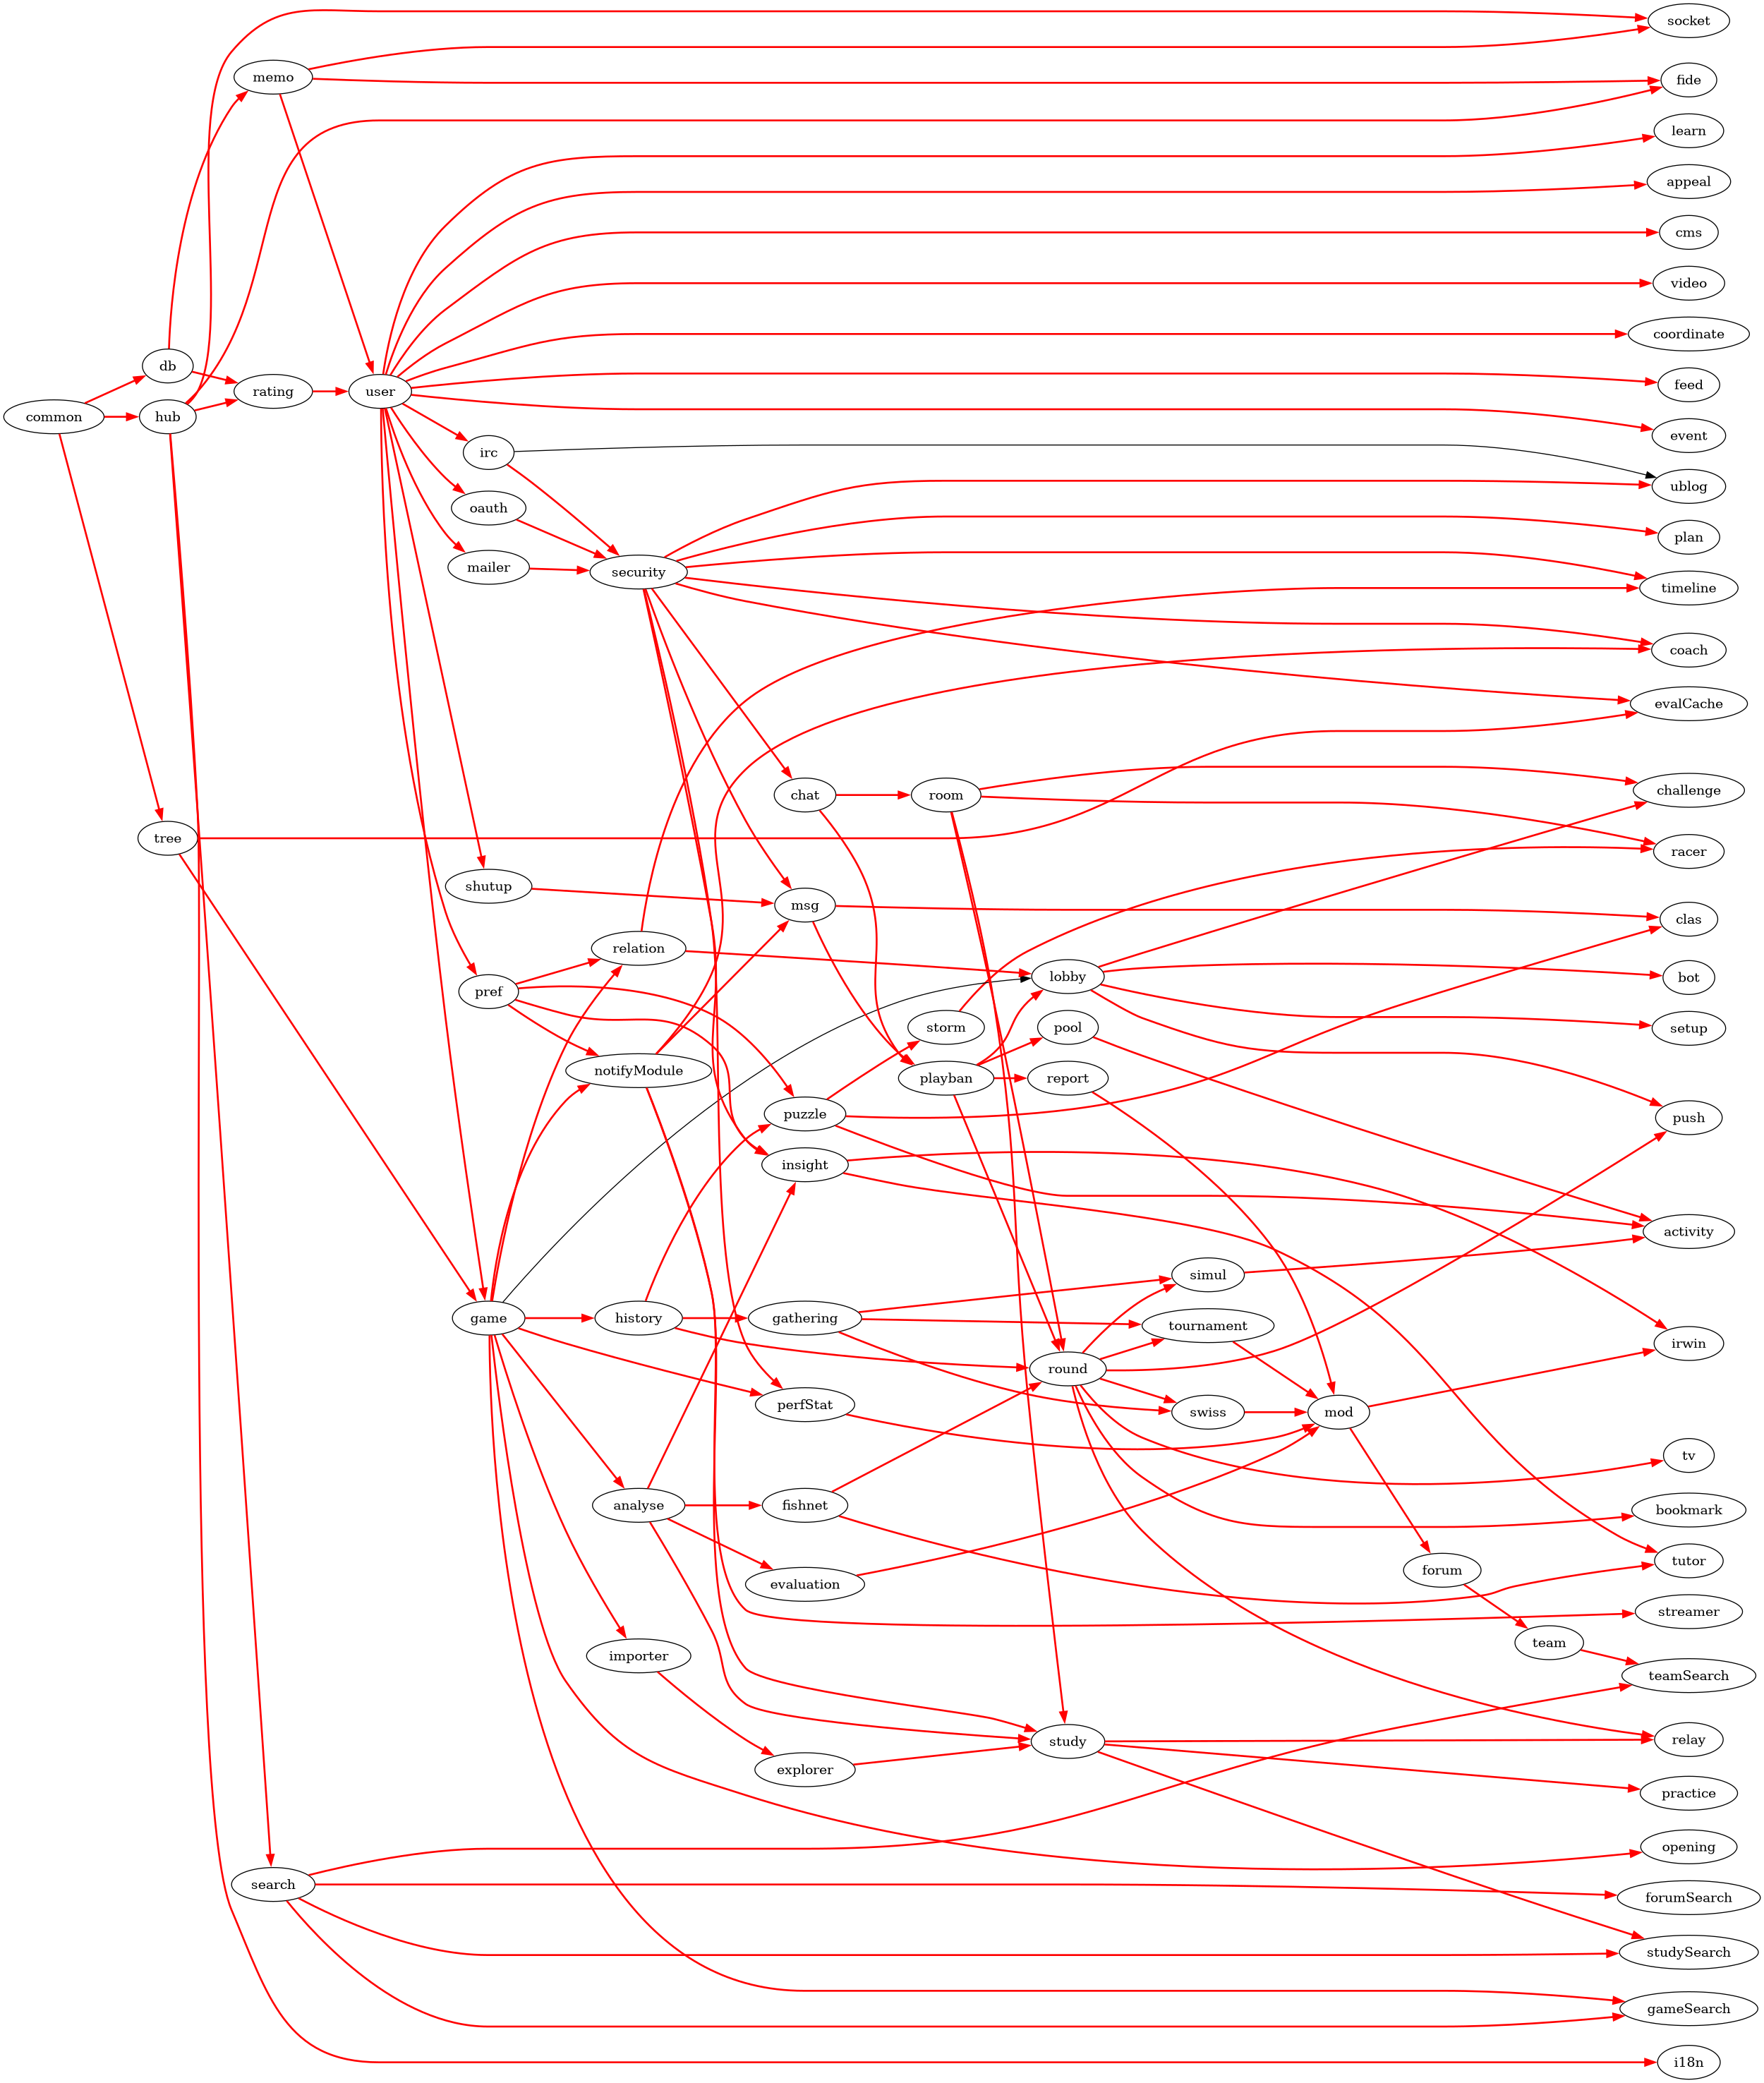 socket
memo
fide
learn
appeal
cms
video
coordinate
db
feed
rating
user
common
hub
event
irc
ublog
oauth
plan
mailer
security
timeline
coach
evalCache
challenge
chat
room
tree
racer
shutup
msg
clas
relation
lobby
bot
pref
storm
pool
setup
notifyModule
playban
report
puzzle
push
insight
activity
simul
game
history
gathering
tournament
irwin
round
perfStat
swiss
mod
tv
analyse
fishnet
bookmark
tutor
forum
evaluation
streamer
team
importer
teamSearch
study
relay
explorer
practice
opening
search
forumSearch
studySearch
gameSearch
i18n